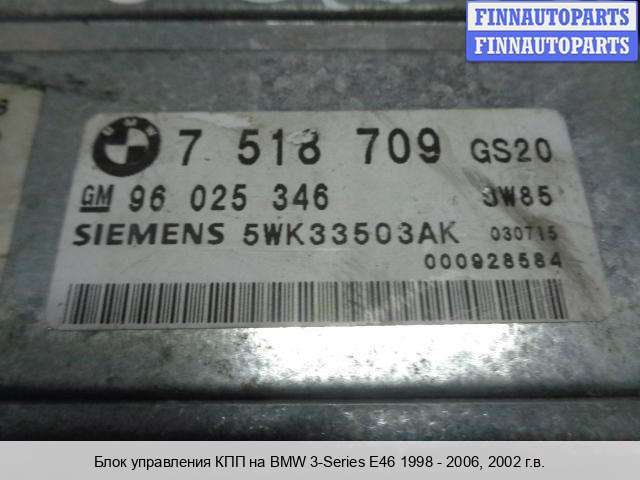 FINNAUTOPARTS
FINNAUTOPARTS
BMW 7 518 709 GS20
GM 96 025 346 JW85
SIEMENS 5WK33503AK 030715
000928584
Блок управления КПП на BMW 3-Series E46 1998 - 2006, 2002 г.в.